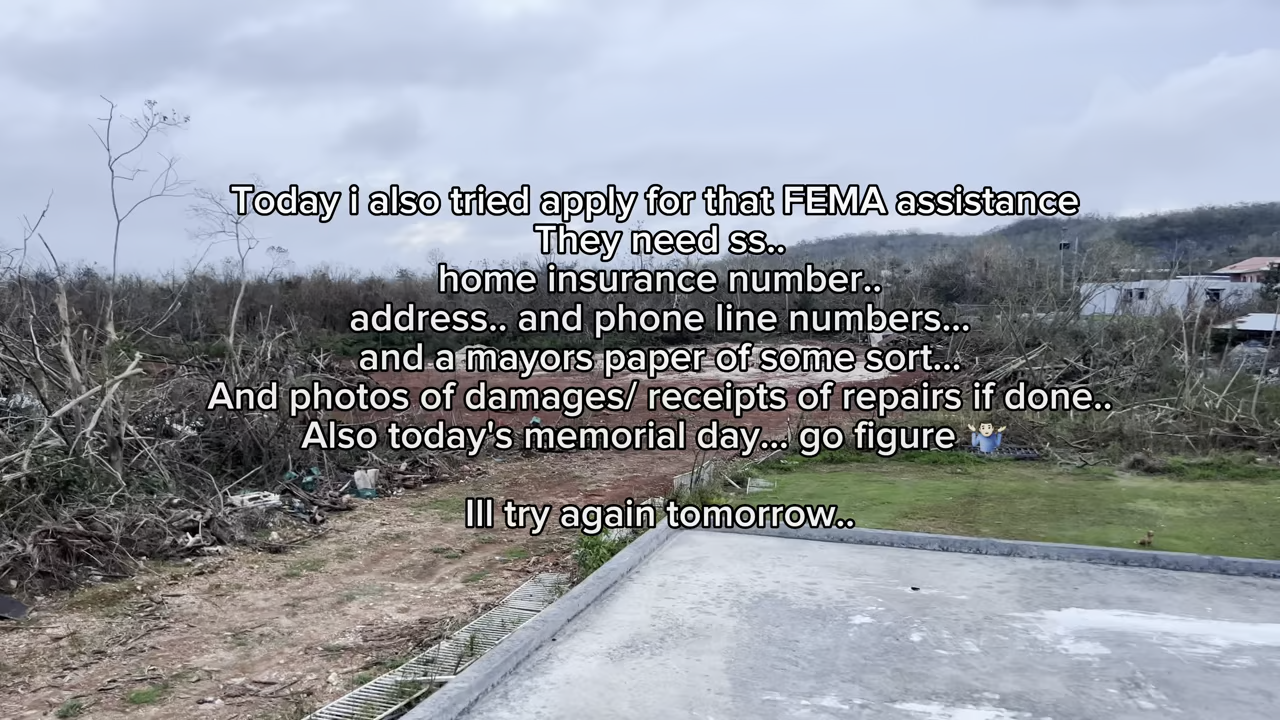 Today i also tried apply for that FEMA assistance
They need ss..
home insurance number..
address.. and phone line numbers...
and a mayors paper of some sort...
And photos of damages/ receipts of repairs if done..
Also today's memorial day... go figure 🤷🏻‍♂️
Ill try again tomorrow..